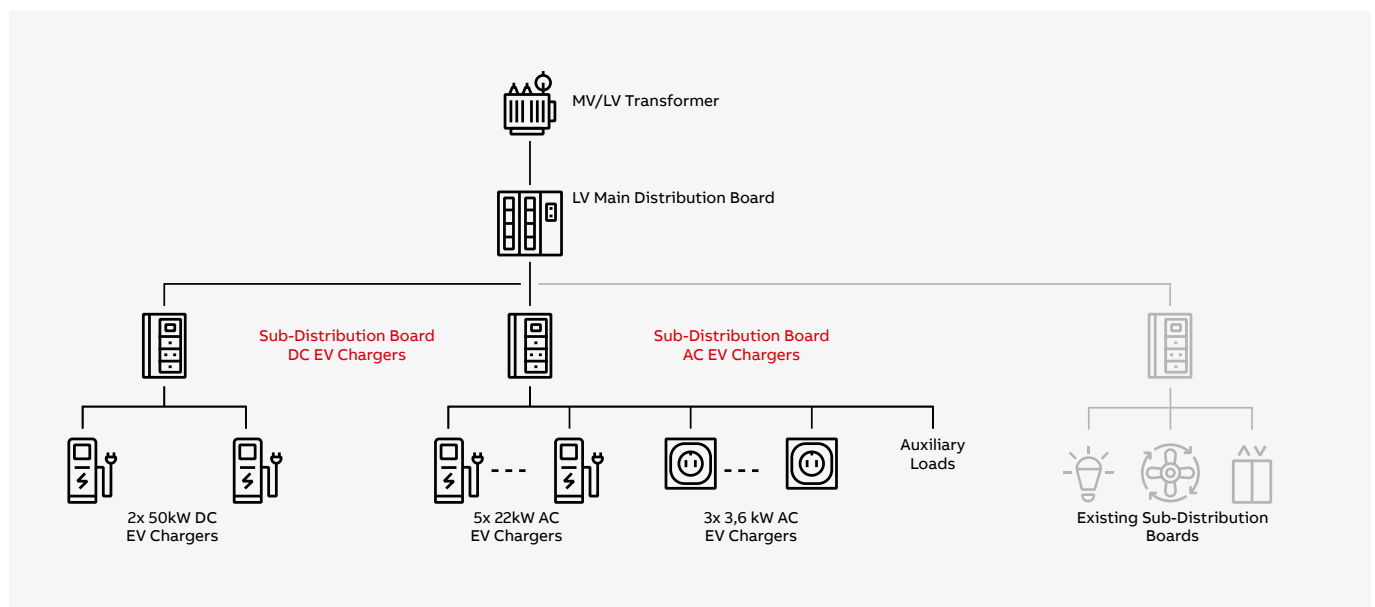 MV/LV Transformer
LV Main Distribution Board
Sub-Distribution Board
DC EV Chargers
Sub-Distribution Board
AC EV Chargers
2x 50kW DC
EV Chargers
5x 22kW AC
EV Chargers
3x 3,6 kW AC
EV Chargers
Auxiliary
Loads
Existing Sub-Distribution
Boards